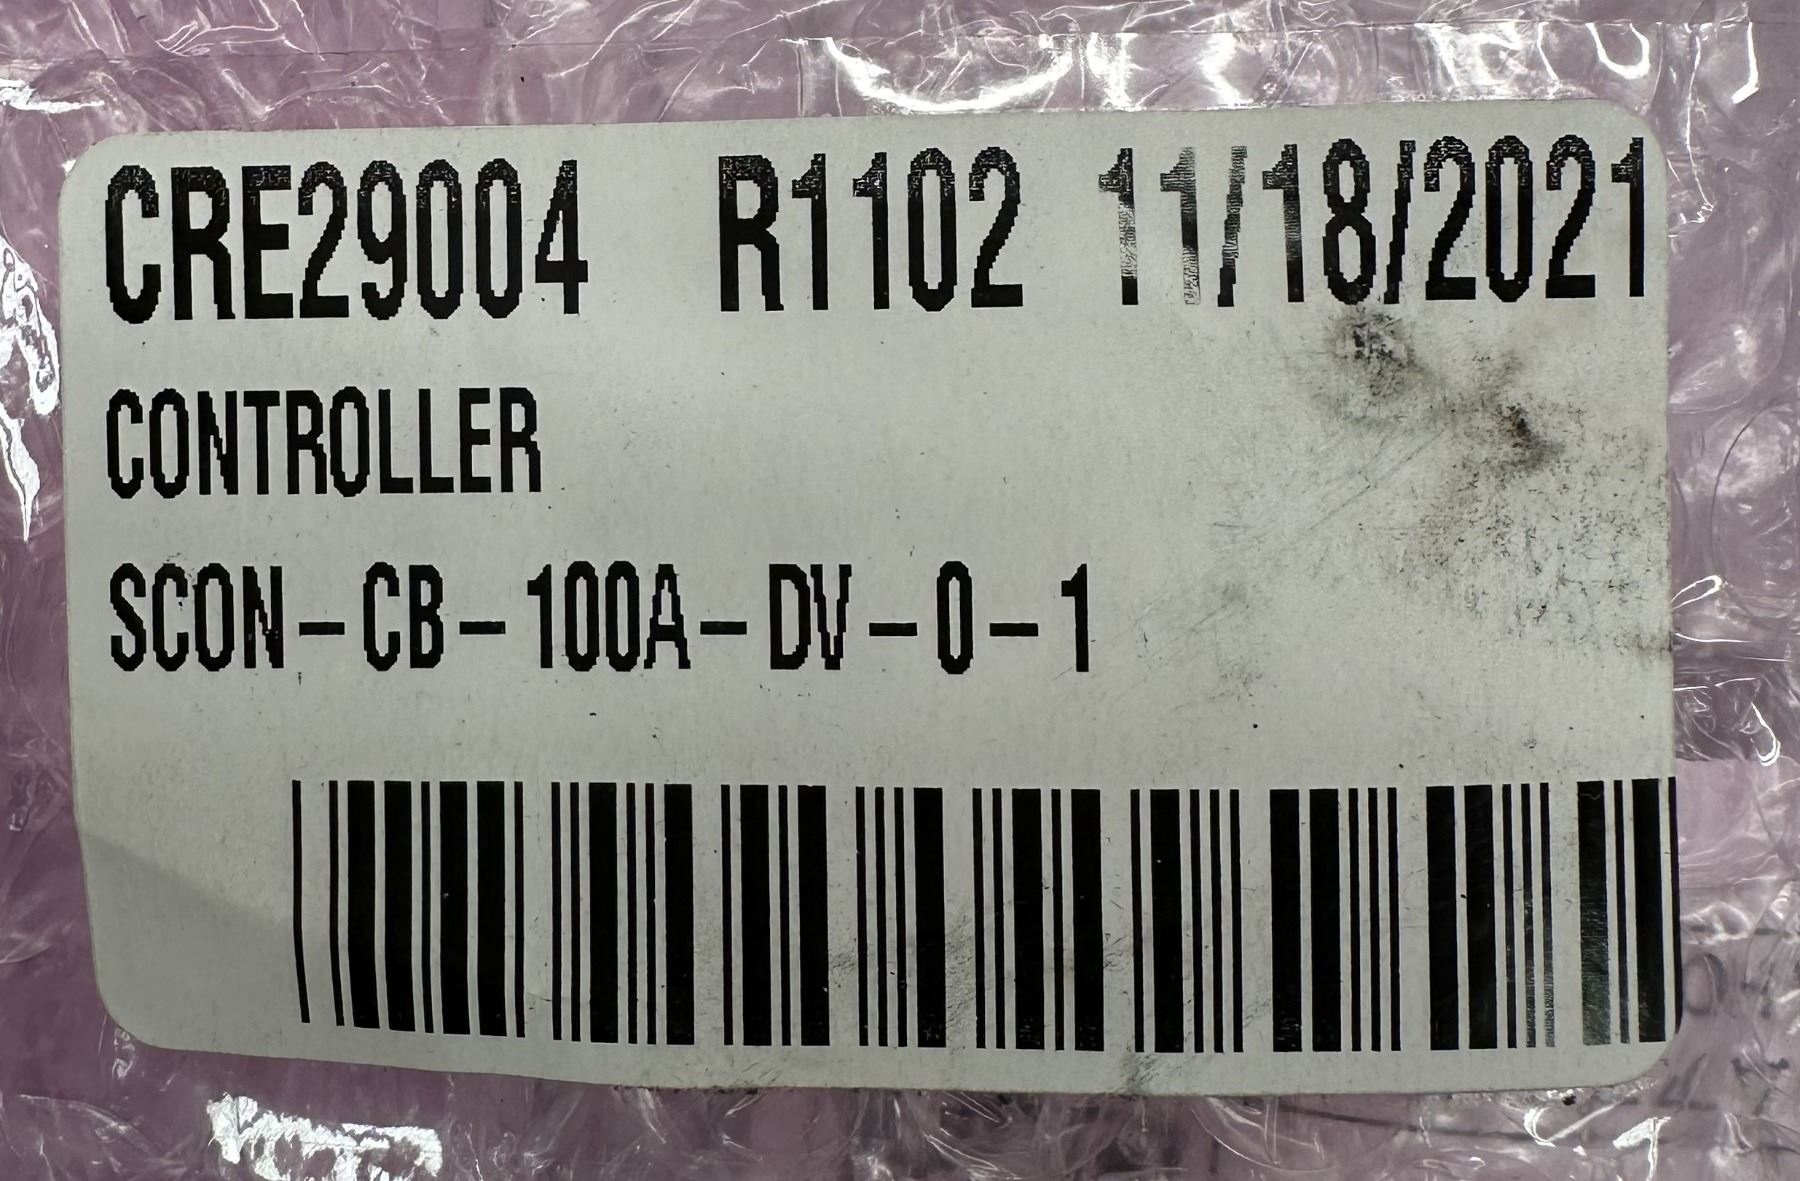 CRE29004 R1102 11/18/2021
CONTROLLER
SCON-CB-100A-DV-0-1